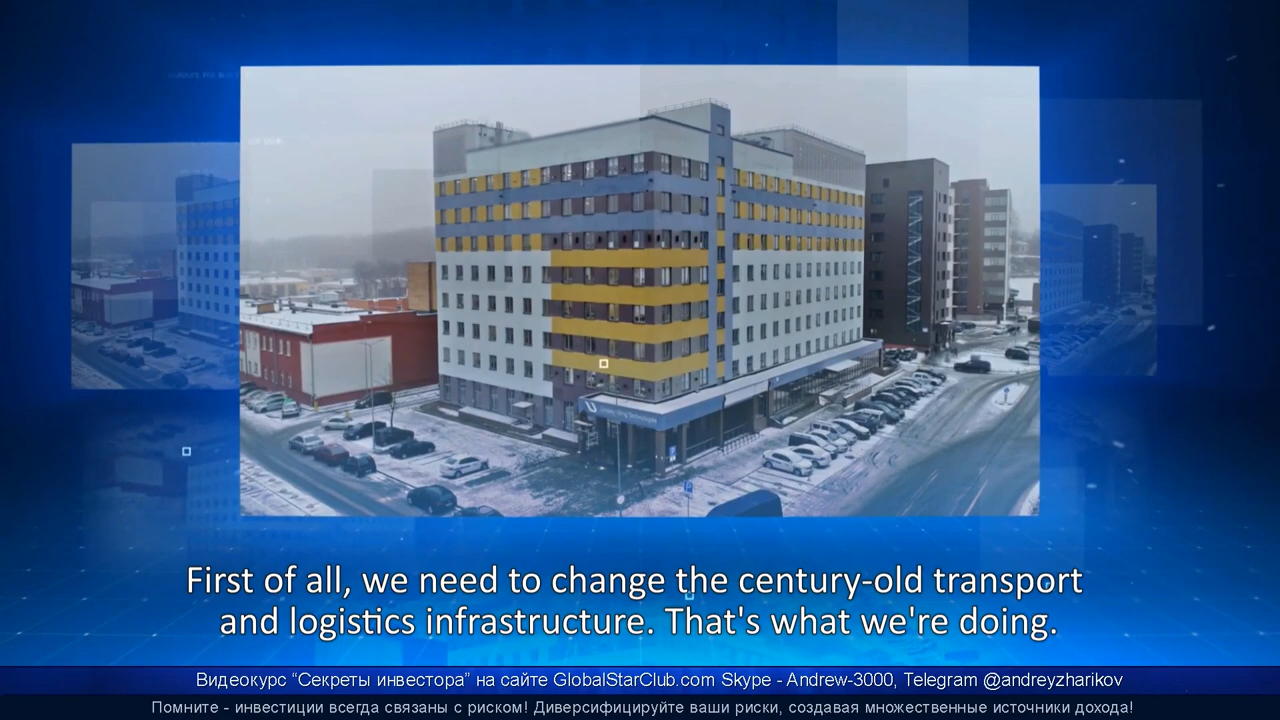 First of all, we need to change the century-old transport
and logistics infrastructure. That's what we're doing.
Видеокурс “Секреты инвестора” на сайте GlobalStarClub.com Skype - Andrew-3000, Telegram @andreyzharikov
Помните - инвестиции всегда связаны с риском! Диверсифицируйте ваши риски, создавая множественные источники дохода!